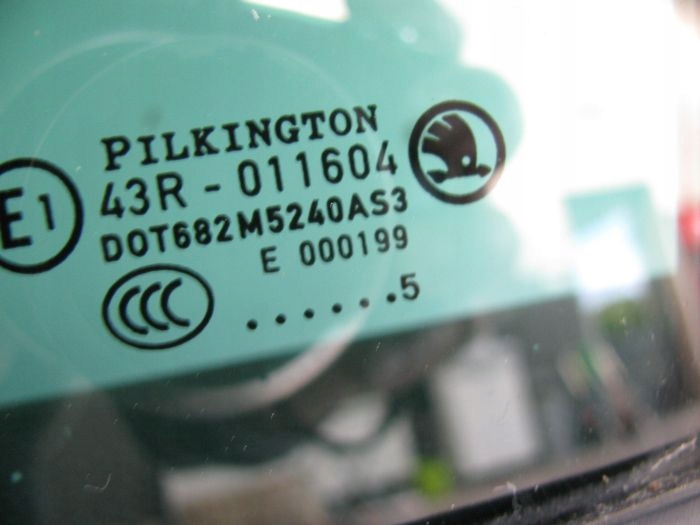 PILKINGTON
E1
43R - 011604
DOT682M5240AS3
E 000199
CCC
......5